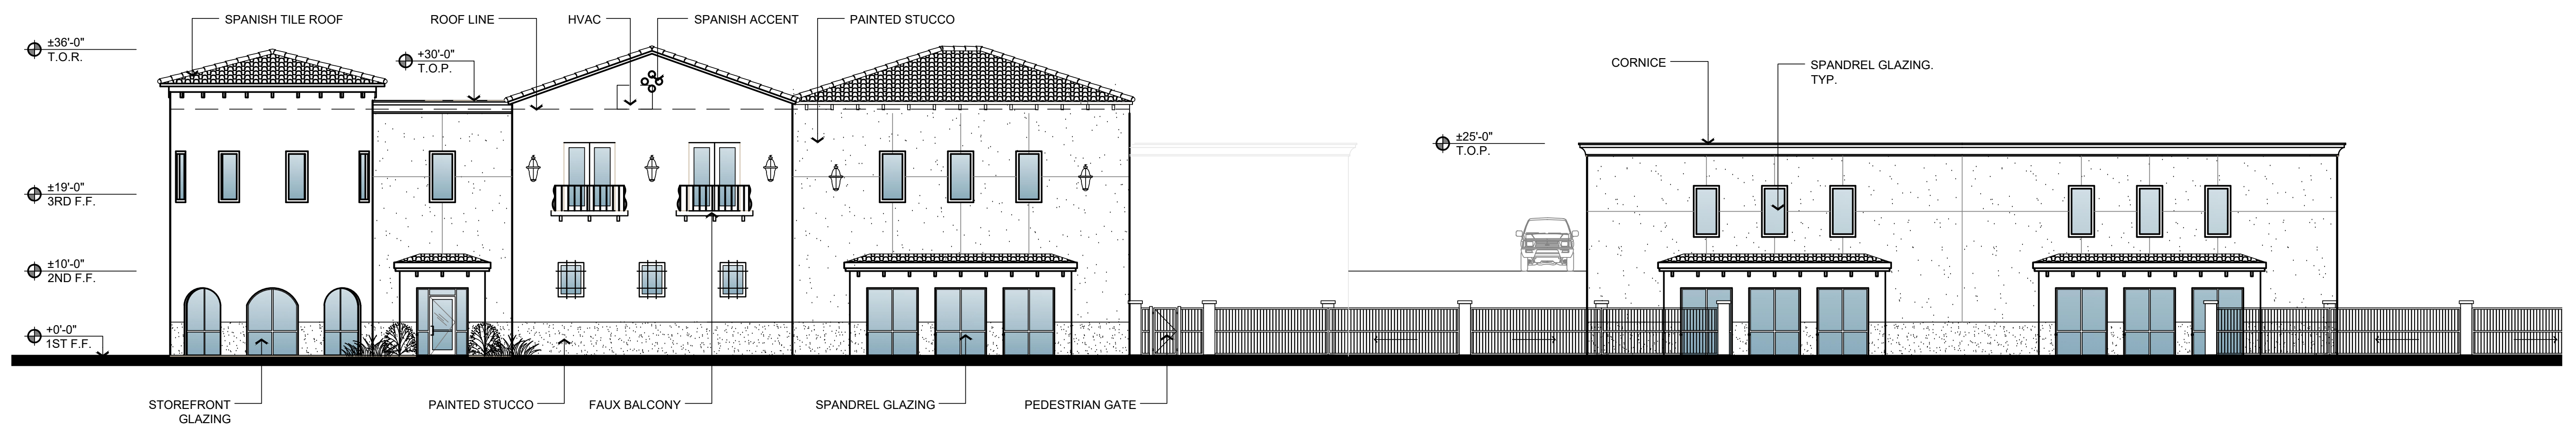 SPANISH TILE ROOF
ROOF LINE
HVAC
SPANISH ACCENT
PAINTED STUCCO
±36'-0"
T.O.R.
+30'-0"
T.O.P.
CORNICE
SPANDREL GLAZING.
TYP.
±25'-0"
T.O.P.
±19'-0"
3RD F.F.
±10'-0"
2ND F.F.
+0'-0"
1ST F.F.
STOREFRONT
GLAZING
PAINTED STUCCO
FAUX BALCONY
SPANDREL GLAZING
PEDESTRIAN GATE